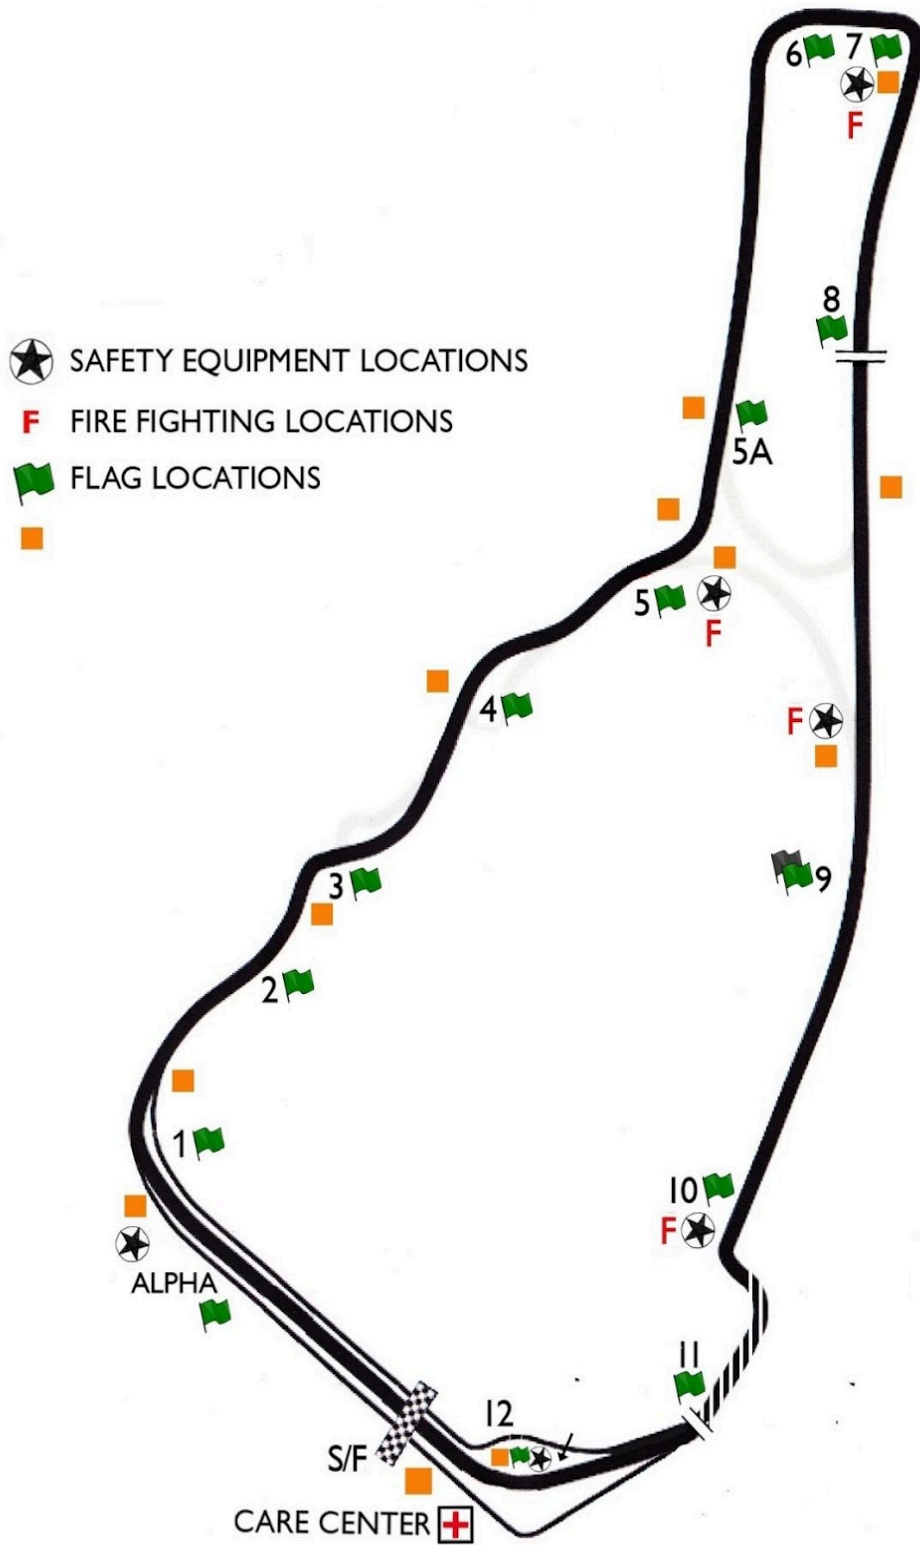 6 7
F
8
SAFETY EQUIPMENT LOCATIONS
F FIRE FIGHTING LOCATIONS
FLAG LOCATIONS
5A
5
F
4
F
3
9
2
1
10
F
ALPHA
11
12
S/F
CARE CENTER